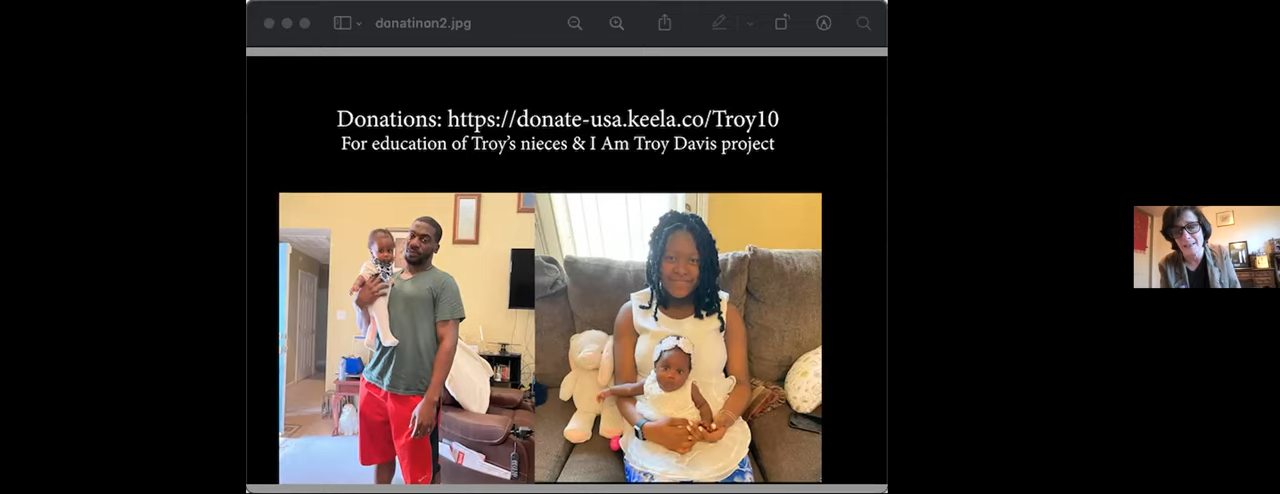 donatinon2.jpg
Donations: https://donate-usa.keela.co/Troy10
For education of Troy's nieces & I Am Troy Davis project